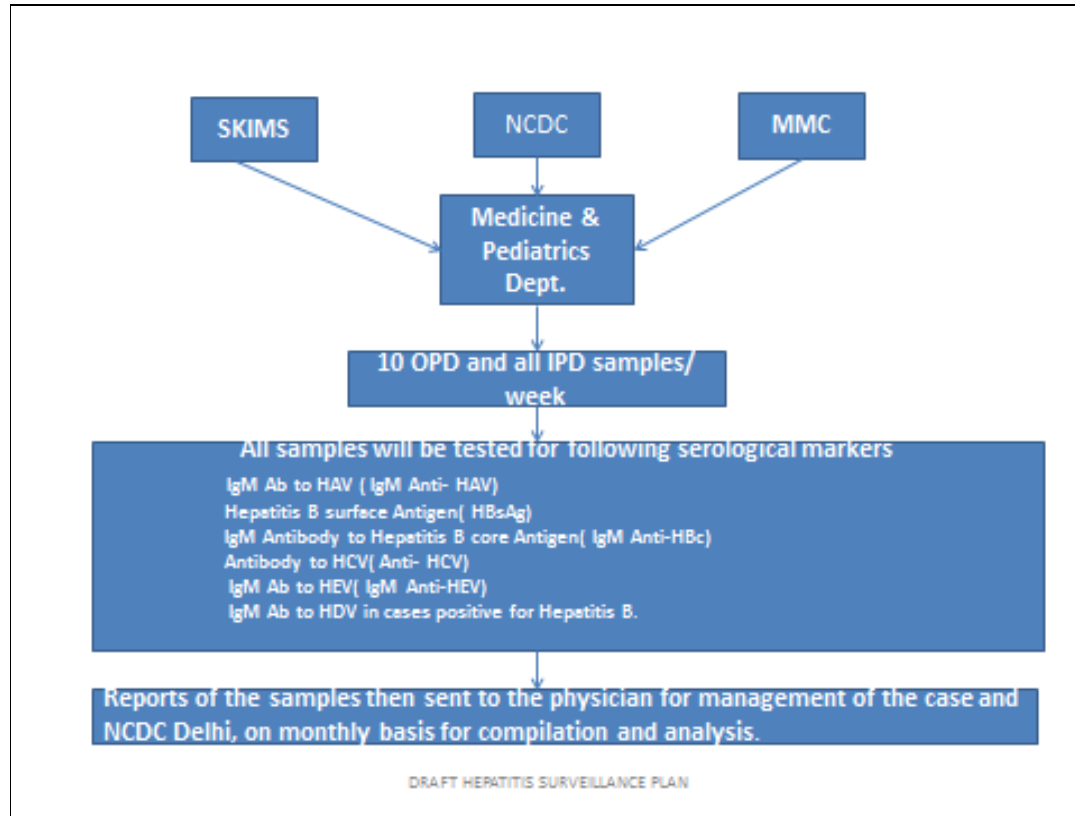 SKIMS
NCDC
MMC
Medicine &
Pediatrics
Dept.
10 OPD and all IPD samples/
week
All samples will be tested for following serological markers
IgM Ab to HAV ( IgM Anti- HAV)
Hepatitis B surface Antigen( HBsAg)
IgM Antibody to Hepatitis B core Antigen( IgM Anti-HBc)
Antibody to HCV( Anti- HCV)
IgM Ab to HEV( IgM Anti-HEV)
IgM Ab to HDV in cases positive for Hepatitis B.
Reports of the samples then sent to the physician for management of the case and
NCDC Delhi, on monthly basis for compilation and analysis.
DRAFT HEPATITIS SURVEILLANCE PLAN